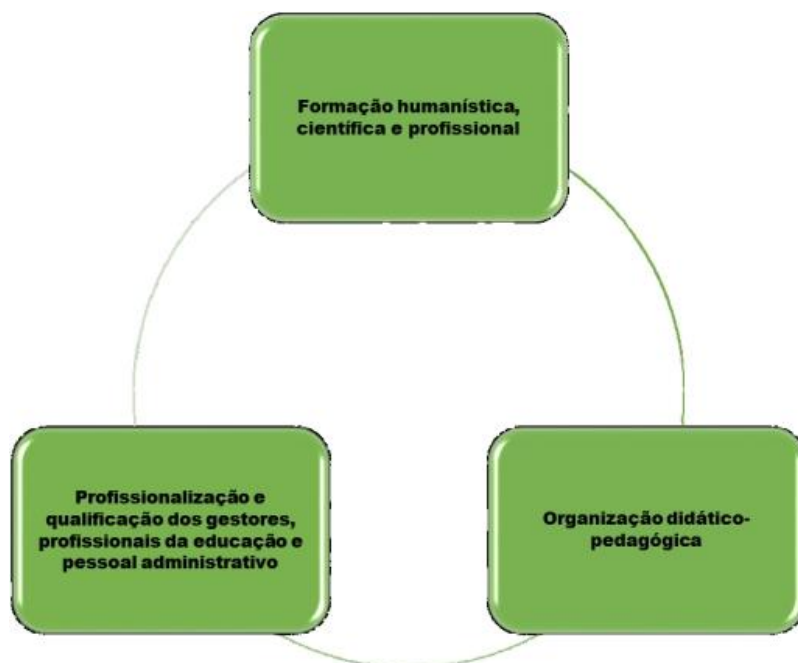 Formação humanística,
científica e profissional
Profissionalização e
qualificação dos gestores,
profissionais da educação e
pessoal administrativo
Organização didático-
pedagógica